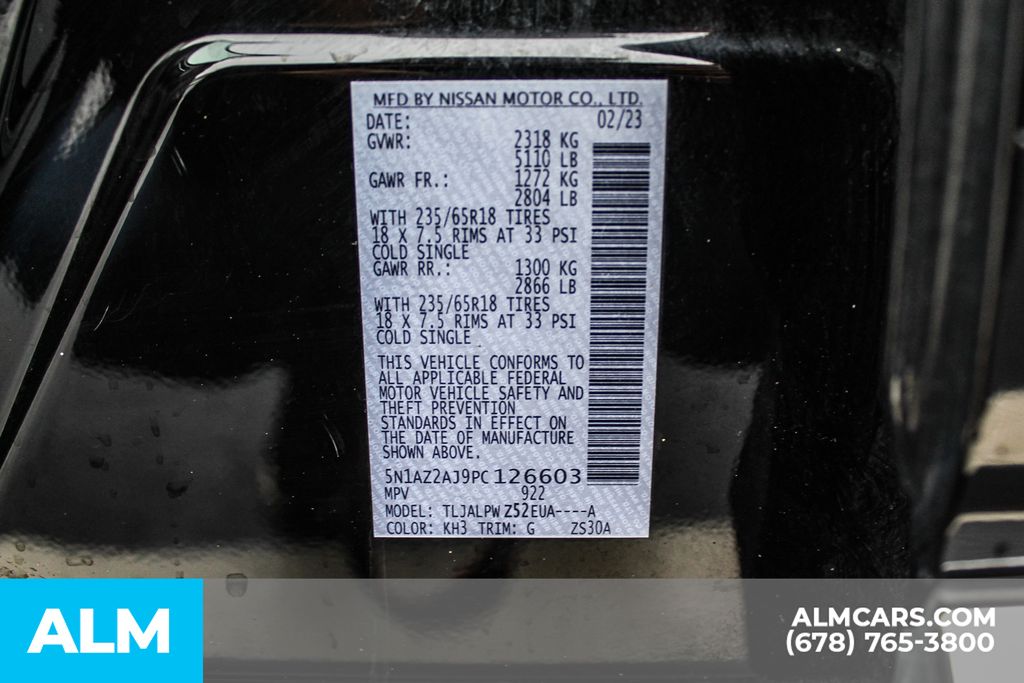 MFD BY NISSAN MOTOR CO., LTD.
DATE: 02/23
GVWR: 2318 KG
5110 LB
GAWR FR.: 1272 KG
2804 LB
WITH 235/65R18 TIRES
18 X 7.5 RIMS AT 33 PSI
COLD SINGLE
GAWR RR.: 1300 KG
2866 LB
WITH 235/65R18 TIRES
18 X 7.5 RIMS AT 33 PSI
COLD SINGLE
THIS VEHICLE CONFORMS TO
ALL APPLICABLE FEDERAL
MOTOR VEHICLE SAFETY AND
THEFT PREVENTION
STANDARDS IN EFFECT ON
THE DATE OF MANUFACTURE
SHOWN ABOVE.
5N1AZ2AJ9PC126603
MPV 922
MODEL: TLJALPWZ52EUA----A
COLOR: KH3 TRIM: G ZS30A
ALM
ALMCARS.COM
(678) 765-3800